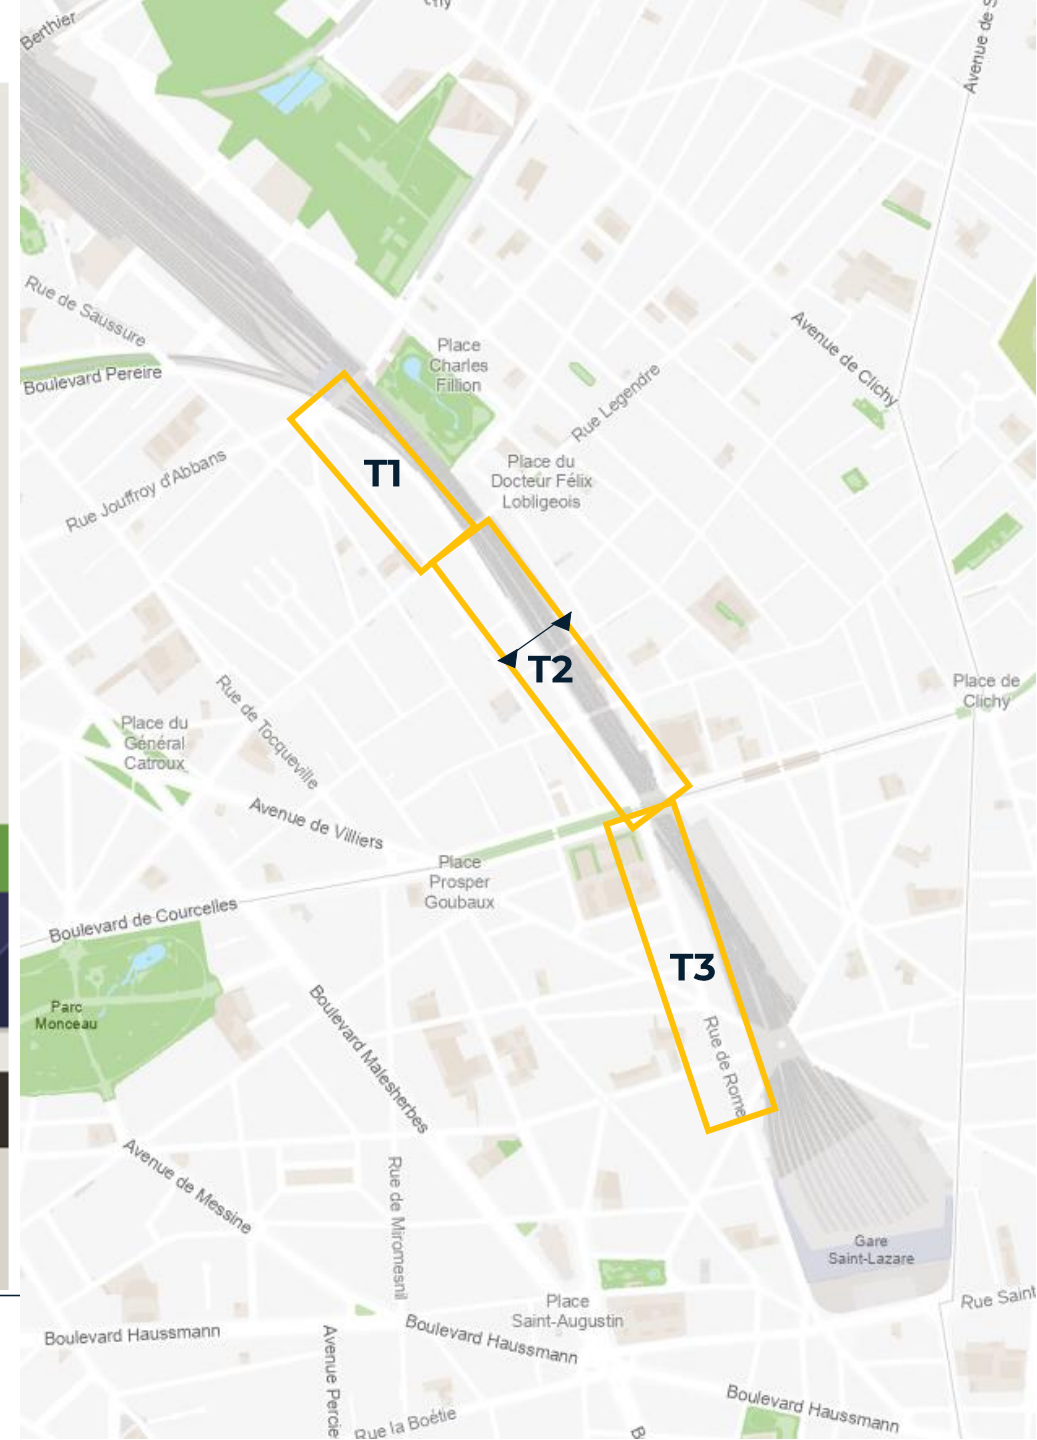 Berthier
Avenue de
Rue de Saussure
Boulevard Pereire
Place
Charles
Fillion
Avenue de Clichy
Rue Legendre
Rue Jouffroy d'Abbans
T1
Place du
Docteur Félix
Lobligeois
T2
Rue de Tocqueville
Place de
Clichy
Place du
Général
Catroux
Avenue de Villiers
Place
Prosper
Goubaux
Boulevard de Courcelles
T3
Parc
Monceau
Boulevard Malesherbes
Rue de Rome
Avenue de Messine
Rue de Miromesnil
Gare
Saint-Lazare
Place
Saint-Augustin
Rue Saint
Boulevard Haussmann
Boulevard Haussmann
Avenue Percie
Boulevard Haussmann
Rue la Boétie
B